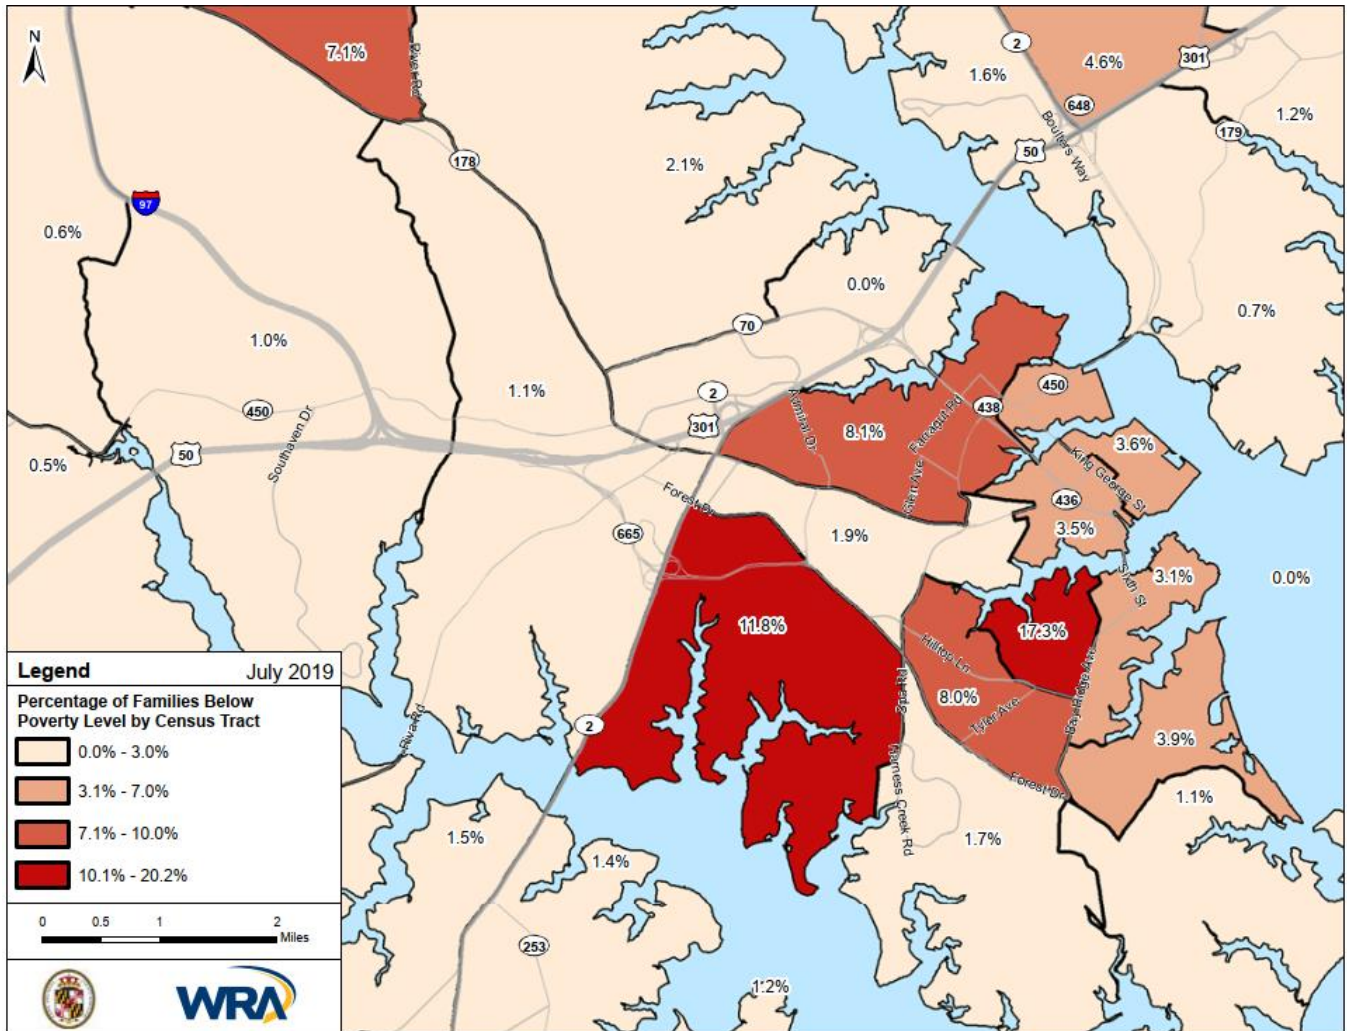 N
7.1%
River Rd
2
1.6%
4.6%
301
648
1.2%
179
Boulters Way
50
178
2.1%
97
0.6%
0.0%
0.7%
1.0%
70
1.1%
2
301
450
438
450
Southaven Dr
Admiral Dr
Farragut Rd
8.1%
3.6%
King George St
0.5%
50
Glen Ave
436
Forest Dr
665
1.9%
3.5%
Sixth St
3.1%
0.0%
11.8%
17.3%
Hilltop Ln
8.0%
Tyler Ave
Bay Ridge Ave
Riva Rd
2
3.9%
Harness Creek Rd
Forest Dr
1.1%
1.5%
1.4%
1.7%
253
1.2%
Legend July 2019
Percentage of Families Below
Poverty Level by Census Tract
0.0% - 3.0%
3.1% - 7.0%
7.1% - 10.0%
10.1% - 20.2%
0 0.5 1 2
Miles
WRA